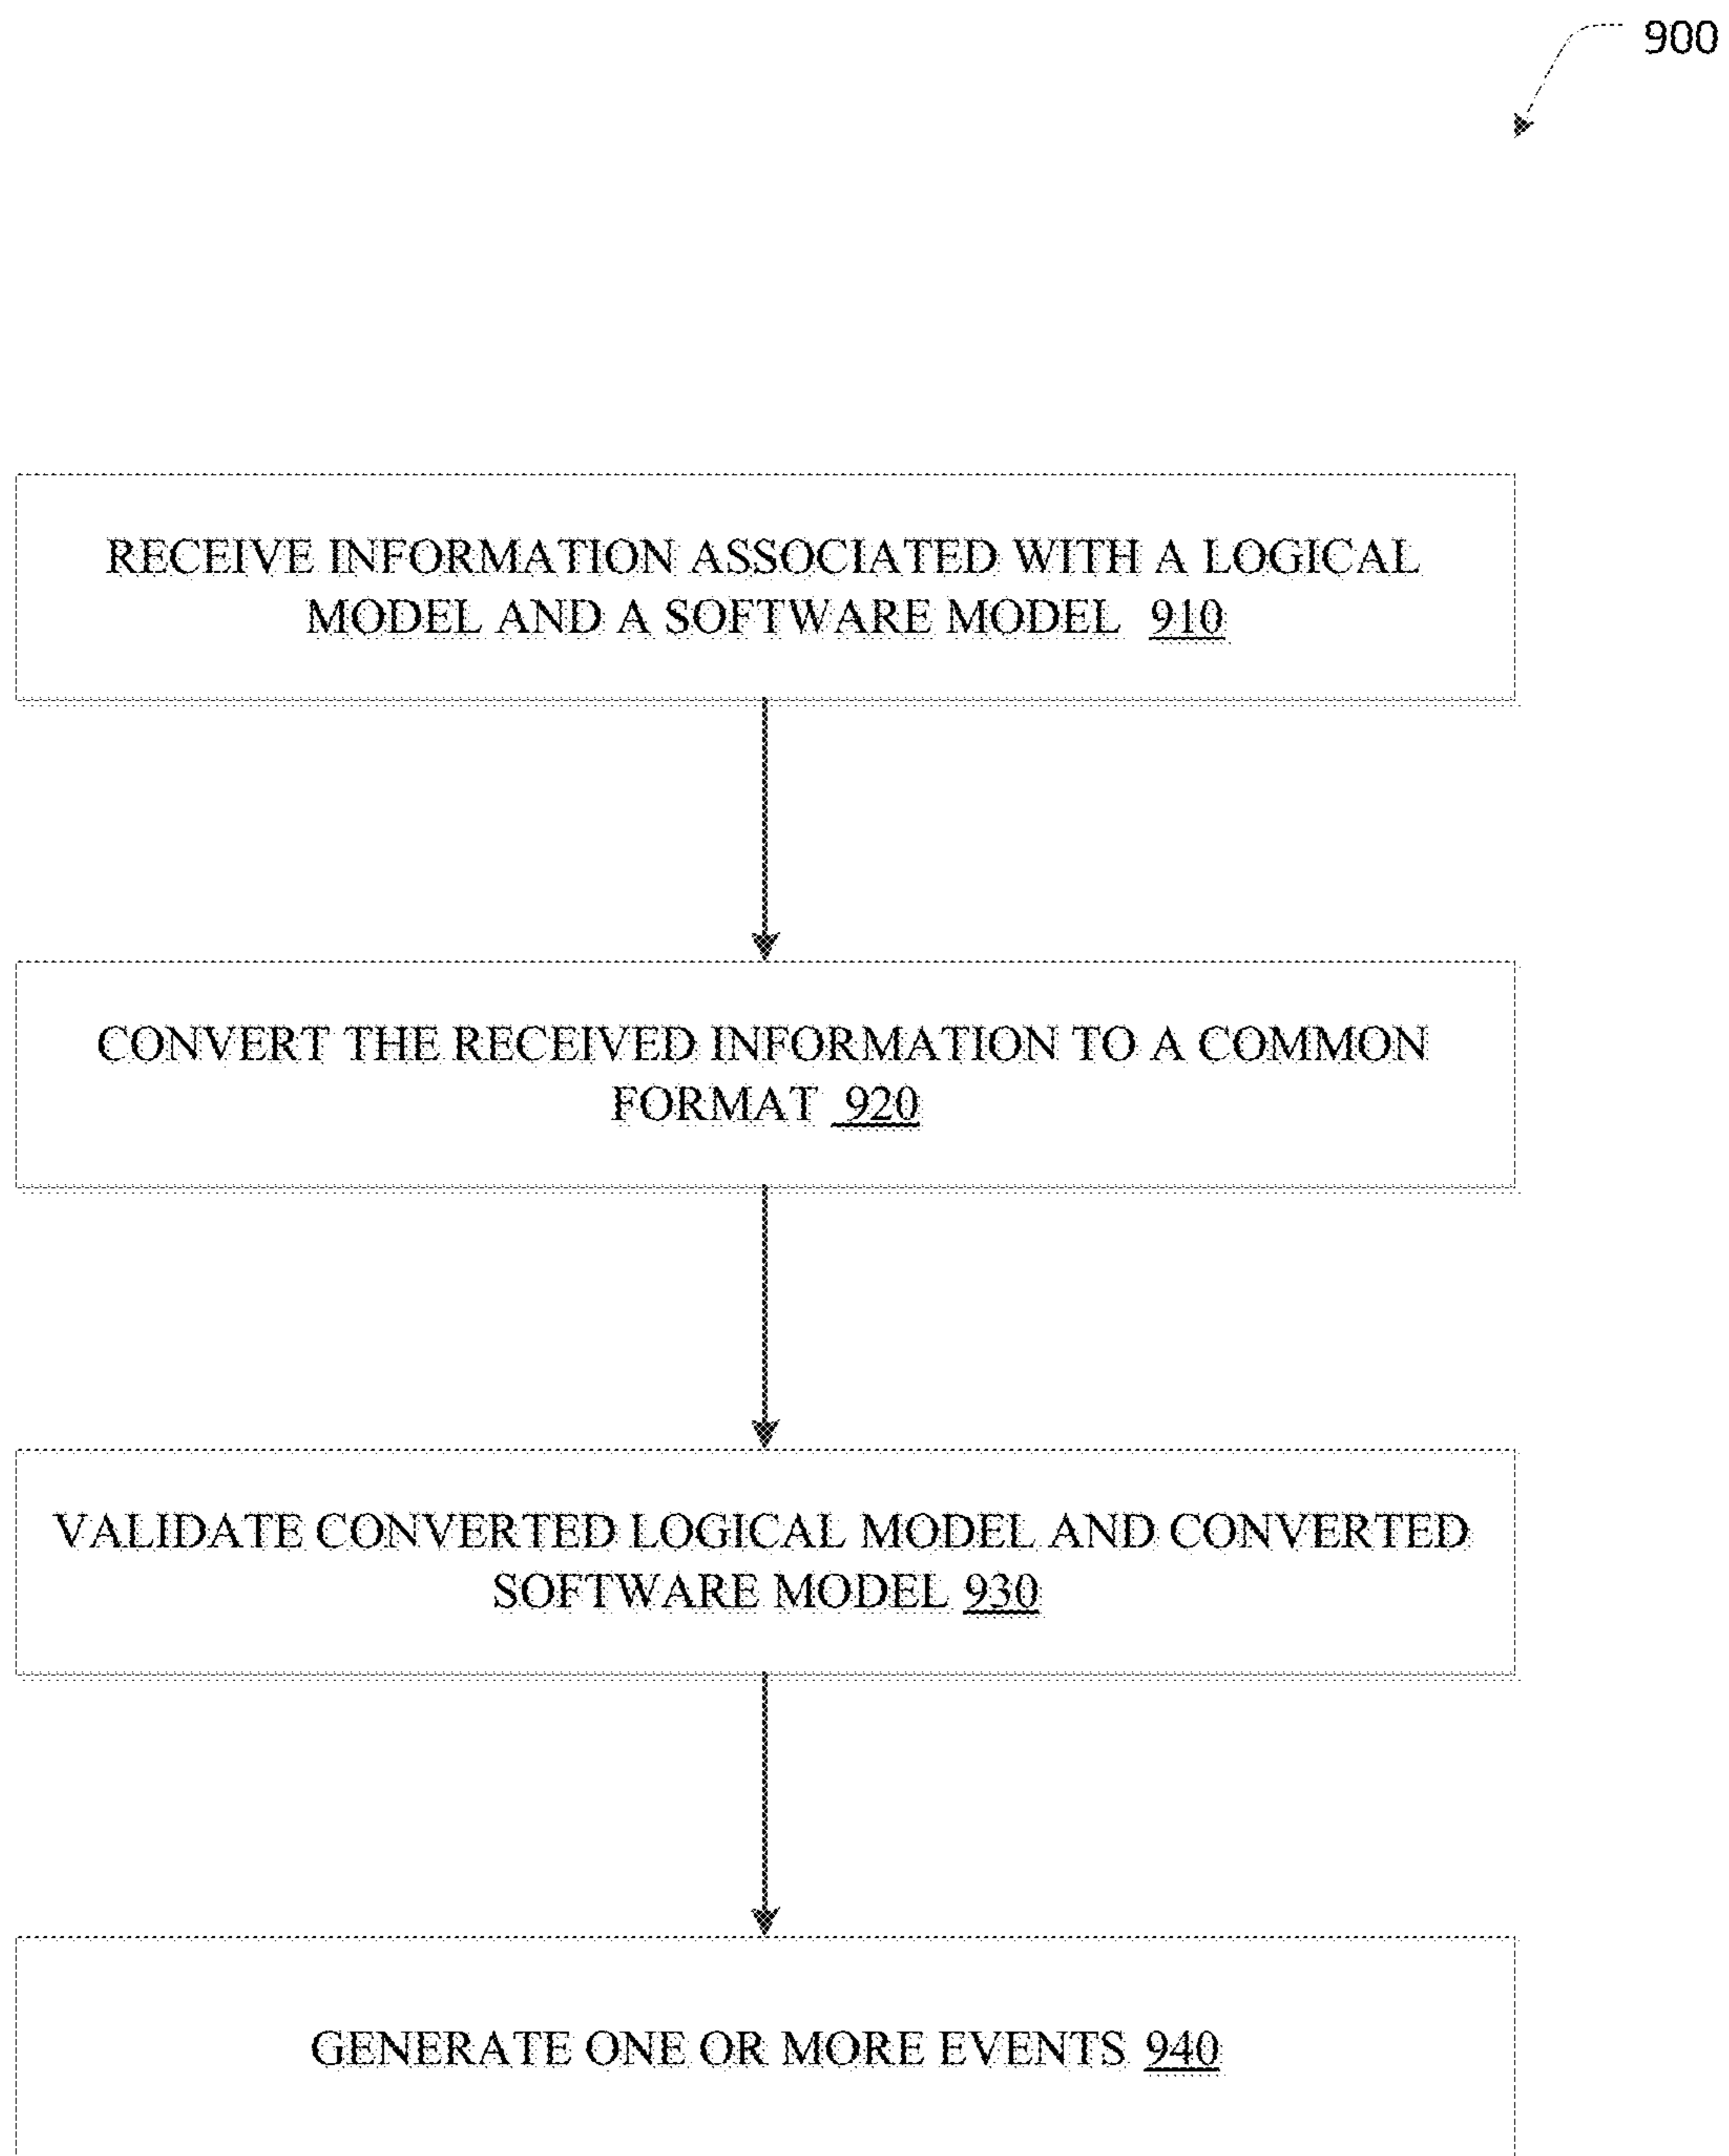 900
RECEIVE INFORMATION ASSOCIATED WITH A LOGICAL
MODEL AND A SOFTWARE MODEL 910
CONVERT THE RECEIVED INFORMATION TO A COMMON
FORMAT 920
VALIDATE CONVERTED LOGICAL MODEL AND CONVERTED
SOFTWARE MODEL 930
GENERATE ONE OR MORE EVENTS 940